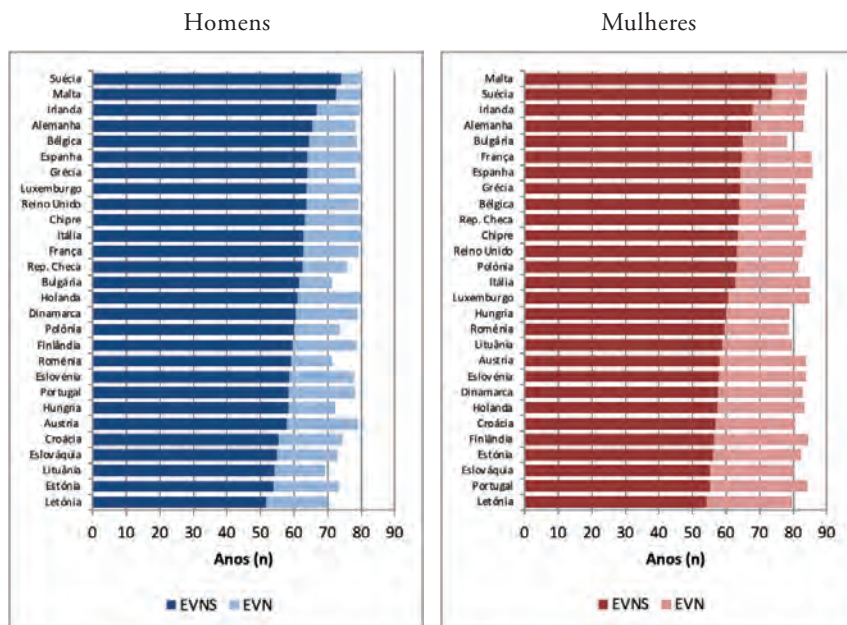 Homens
Suécia
Malta
Irlanda
Alemanha
Bélgica
Espanha
Grécia
Luxemburgo
Reino Unido
Chipre
Itália
França
Rep. Checa
Bulgária
Holanda
Dinamarca
Polónia
Finlândia
Roménia
Eslovénia
Portugal
Hungria
Austria
Croácia
Eslováquia
Lituânia
Estónia
Letónia
0 10 20 30 40 50 60 70 80 90
Anos (n)
EVNS EVN
Mulheres
Malta
Suécia
Irlanda
Alemanha
Bulgária
França
Espanha
Grécia
Bélgica
Rep. Checa
Chipre
Reino Unido
Polónia
Itália
Luxemburgo
Hungria
Roménia
Lituânia
Austria
Eslovénia
Dinamarca
Holanda
Croácia
Finlândia
Estónia
Eslováquia
Portugal
Letónia
0 10 20 30 40 50 60 70 80 90
Anos (n)
EVNS EVN